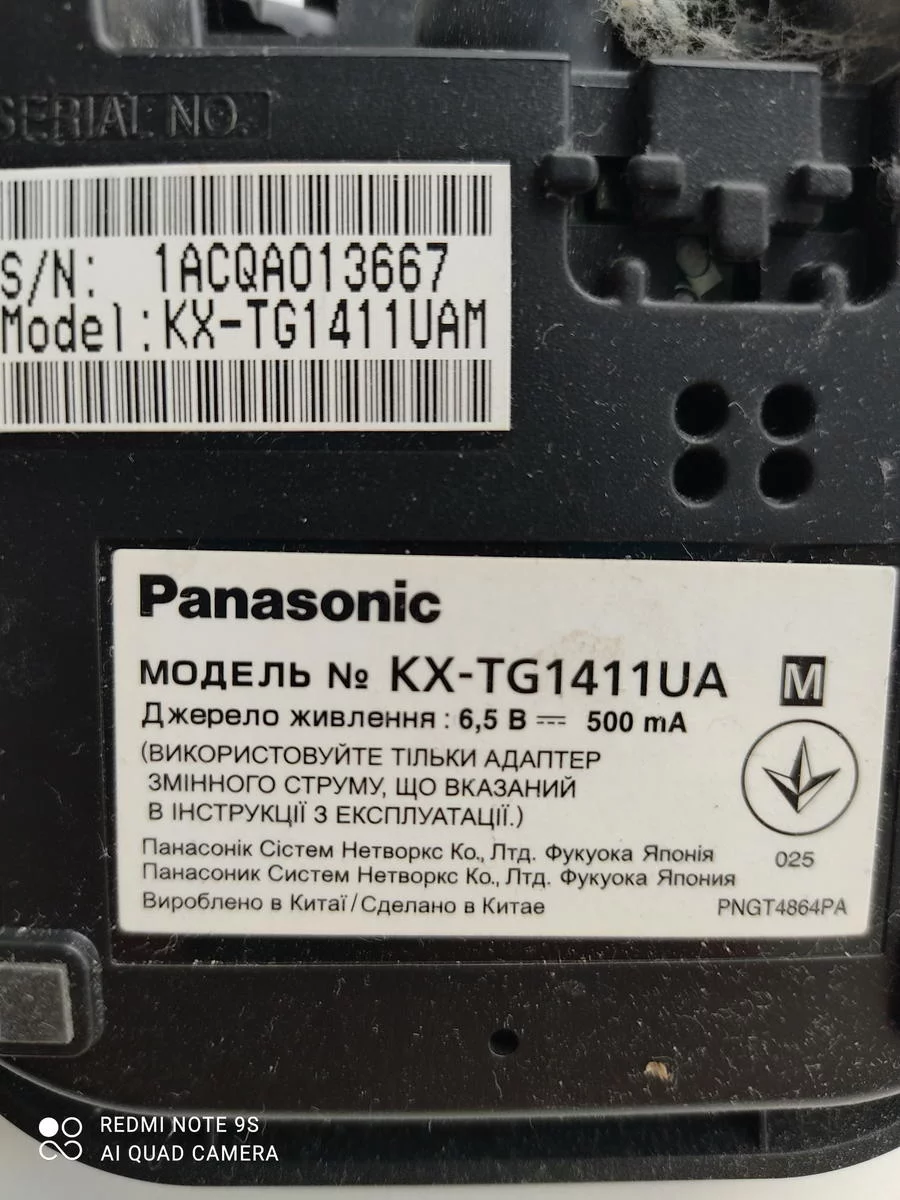 SERIAL NO.
S/N: 1ACQA013667
Model:KX-TG1411UAM
Panasonic
МОДЕЛЬ № KX-TG1411UA M
Джерело живлення : 6,5 В ⎓ 500 mA
(ВИКОРИСТОВУЙТЕ ТІЛЬКИ АДАПТЕР
ЗМІННОГО СТРУМУ, ЩО ВКАЗАНИЙ
В ІНСТРУКЦІЇ З ЕКСПЛУАТАЦІЇ.)
Панасонік Сістем Нетворкс Ко., Лтд. Фукуока Японія
025
Панасоник Систем Нетворкс Ко., Лтд. Фукуока Япония
Вироблено в Китаї/Сделано в Китае
PNGT4864PA
REDMI NOTE 9S
AI QUAD CAMERA